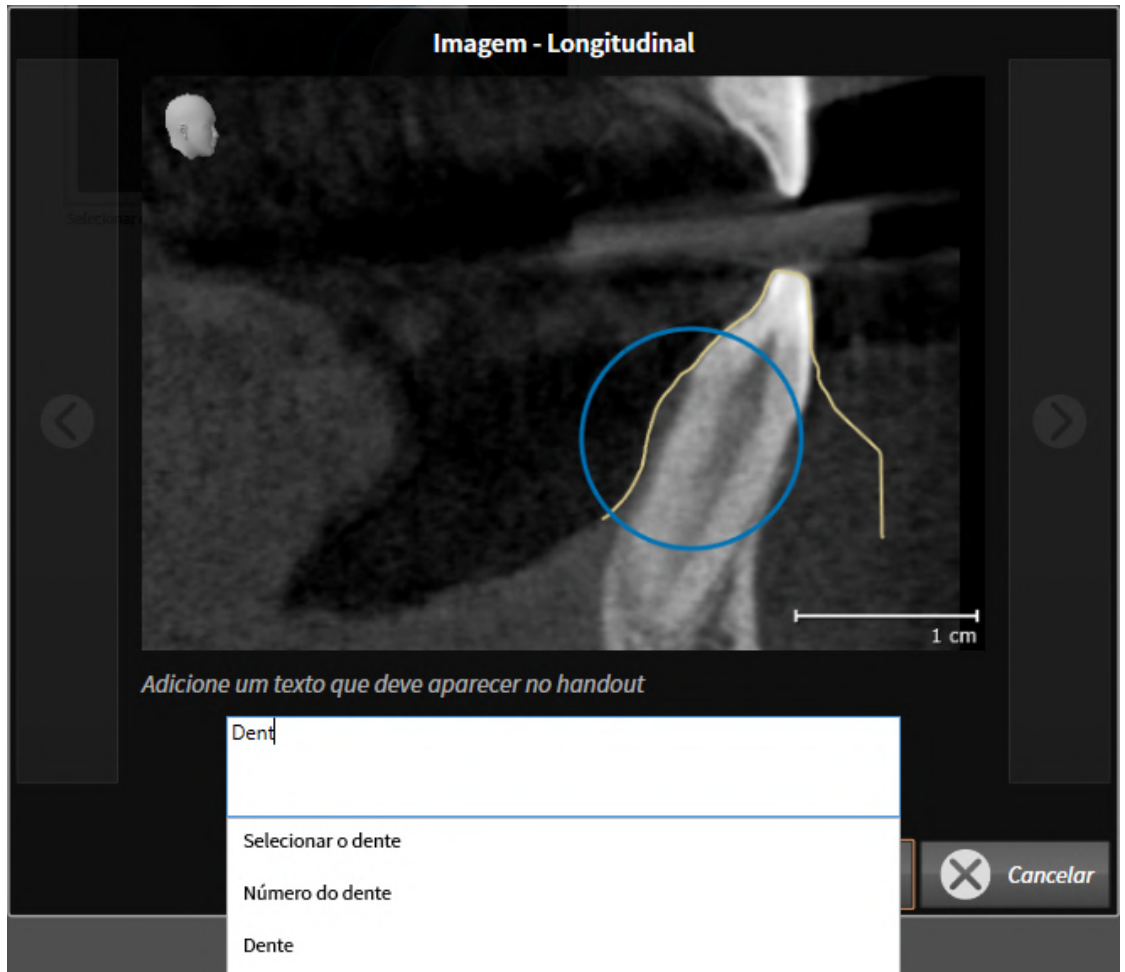 Imagem - Longitudinal
Selecionar
1 cm
Adicione um texto que deve aparecer no handout
Dent
Selecionar o dente
Número do dente
Dente
Cancelar